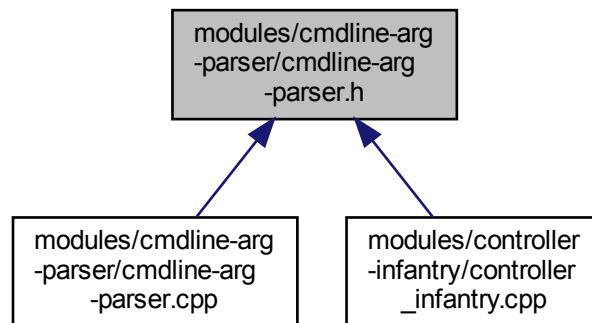 modules/cmdline-arg
-parser/cmdline-arg
-parser.h
modules/cmdline-arg
-parser/cmdline-arg
-parser.cpp
modules/controller
-infantry/controller
_infantry.cpp